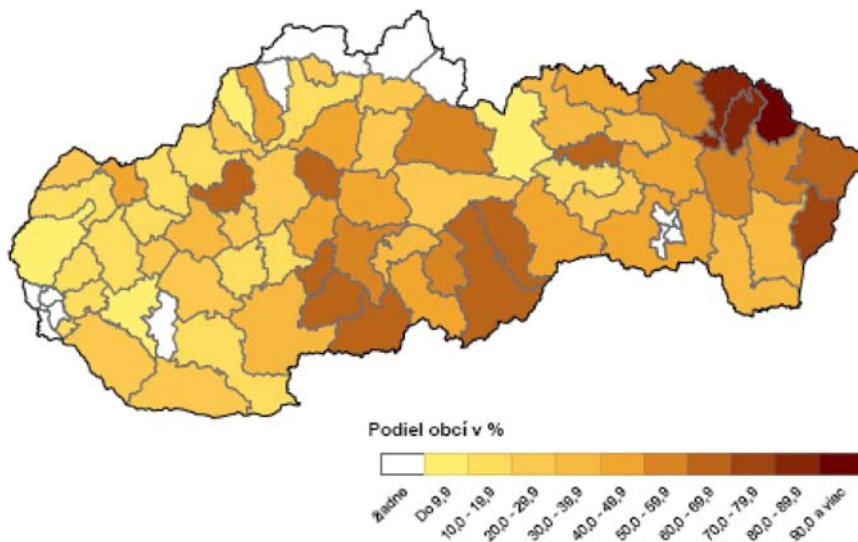 Podiel obcí v %
žiadne
Do 9,9
10,0 - 19,9
20,0 - 29,9
30,0 - 39,9
40,0 - 49,9
50,0 - 59,9
60,0 - 69,9
70,0 - 79,9
80,0 - 89,9
90,0 a viac